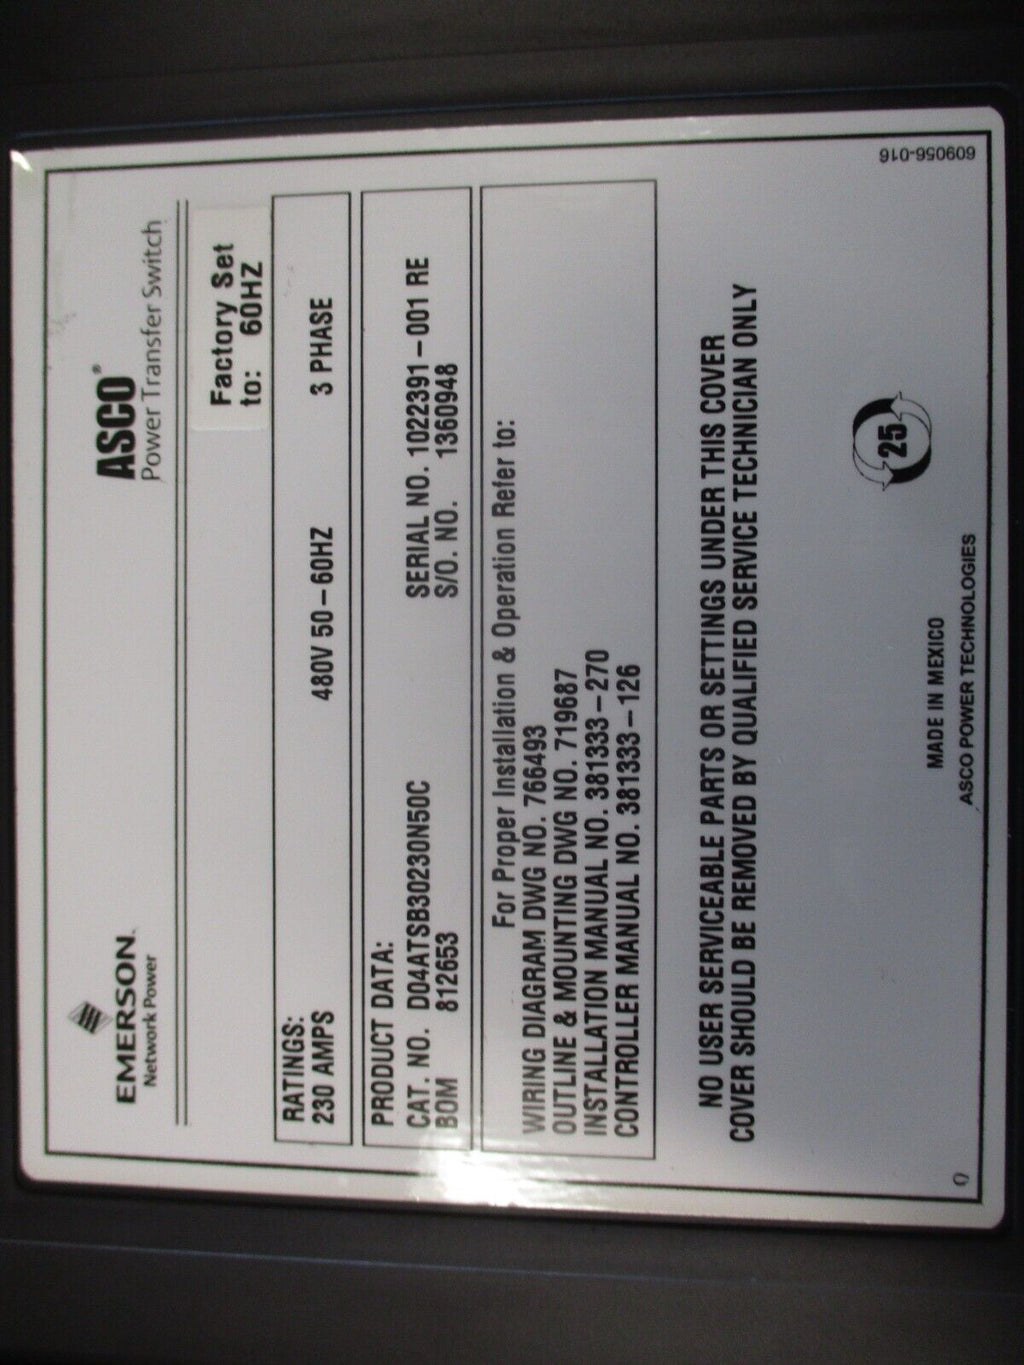 EMERSON
Network Power
ASCO®
Power Transfer Switch
Factory Set
to: 60HZ
RATINGS:
230 AMPS 480V 50-60HZ 3 PHASE
PRODUCT DATA:
CAT. NO. D04ATSB30230N50C SERIAL NO. 1022391-001 RE
BOM 812653 S/O. NO. 1360948
For Proper Installation & Operation Refer to:
WIRING DIAGRAM DWG NO. 766493
OUTLINE & MOUNTING DWG NO. 719687
INSTALLATION MANUAL NO. 381333-270
CONTROLLER MANUAL NO. 381333-126
NO USER SERVICEABLE PARTS OR SETTINGS UNDER THIS COVER
COVER SHOULD BE REMOVED BY QUALIFIED SERVICE TECHNICIAN ONLY
25
MADE IN MEXICO
ASCO POWER TECHNOLOGIES
0
609056-016